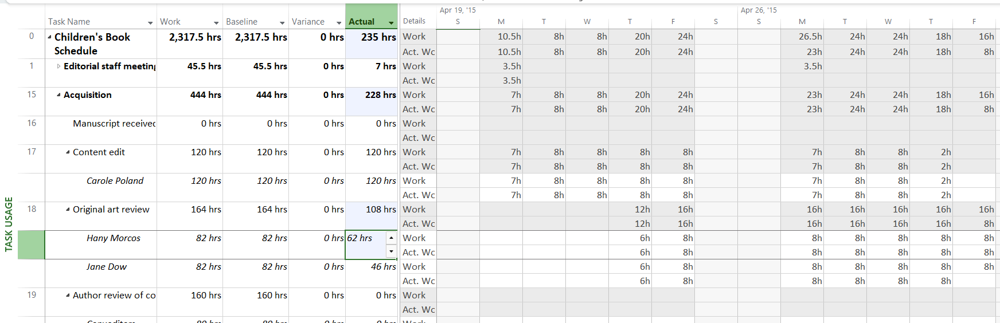 Apr 19, '15 Apr 26, '15
Task Name Work Baseline Variance Actual Details S M T W T F S S M T W T F
0 Children's Book Schedule 2,317.5 hrs 2,317.5 hrs 0 hrs 235 hrs Work 10.5h 8h 8h 20h 24h 26.5h 24h 24h 18h 16h
Act. Wc 10.5h 8h 8h 20h 24h 23h 24h 24h 18h 8h
1 Editorial staff meeting 45.5 hrs 45.5 hrs 0 hrs 7 hrs Work 3.5h 3.5h
Act. Wc 3.5h
15 Acquisition 444 hrs 444 hrs 0 hrs 228 hrs Work 7h 8h 8h 20h 24h 23h 24h 24h 18h 16h
Act. Wc 7h 8h 8h 20h 24h 23h 24h 24h 18h 8h
16 Manuscript received 0 hrs 0 hrs 0 hrs 0 hrs Work
Act. Wc
17 Content edit 120 hrs 120 hrs 0 hrs 120 hrs Work 7h 8h 8h 8h 8h 7h 8h 8h 2h
Act. Wc 7h 8h 8h 8h 8h 7h 8h 8h 2h
Carole Poland 120 hrs 120 hrs 0 hrs 120 hrs Work 7h 8h 8h 8h 8h 7h 8h 8h 2h
Act. Wc 7h 8h 8h 8h 8h 7h 8h 8h 2h
18 Original art review 164 hrs 164 hrs 0 hrs 108 hrs Work 12h 16h 16h 16h 16h 16h 16h
Act. Wc 12h 16h 16h 16h 16h 16h 8h
Hany Morcos 82 hrs 82 hrs 0 hrs 62 hrs Work 6h 8h 8h 8h 8h 8h 8h
Act. Wc 6h 8h 8h 8h 8h 8h 8h
Jane Dow 82 hrs 82 hrs 0 hrs 46 hrs Work 6h 8h 8h 8h 8h 8h 8h
Act. Wc 6h 8h 8h 8h 8h 8h
19 Author review of co 160 hrs 160 hrs 0 hrs 0 hrs Work
Act. Wc
TASK USAGE